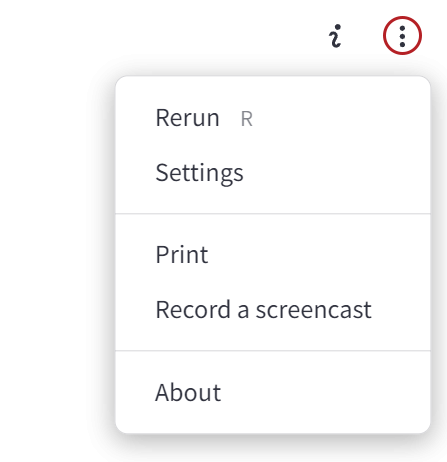 i
Rerun R
Settings
Print
Record a screencast
About